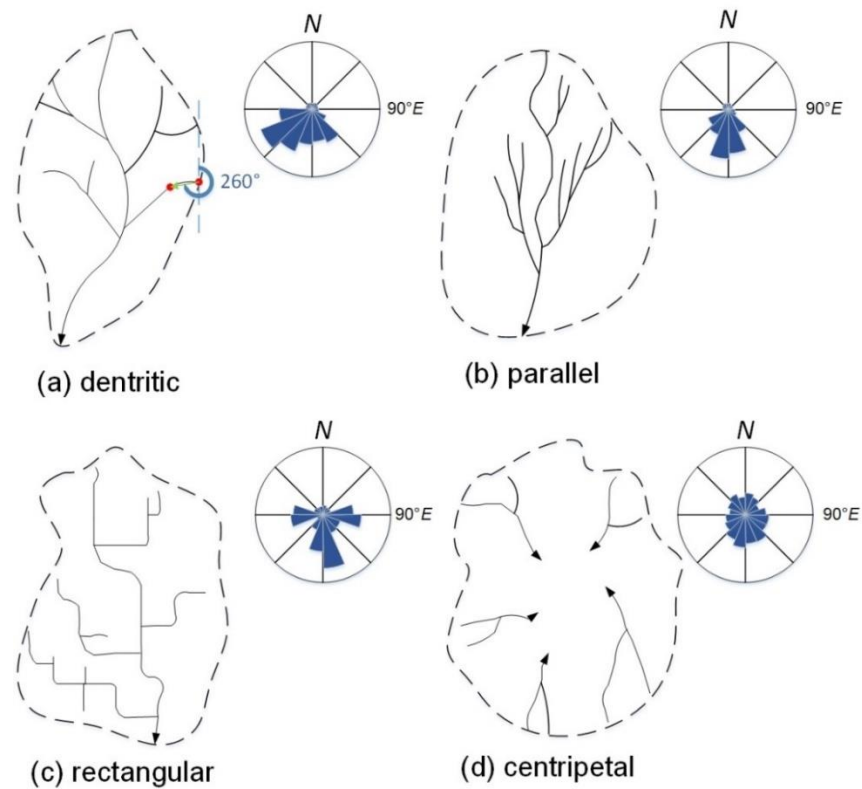 N
90°E
260°
(a) dentritic
N
90°E
(b) parallel
N
90°E
(c) rectangular
N
90°E
(d) centripetal